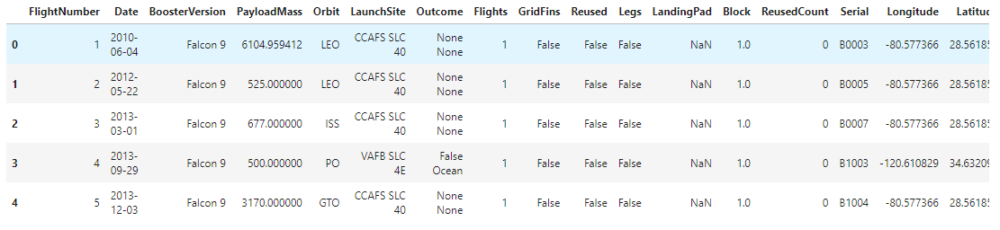 FlightNumber Date BoosterVersion PayloadMass Orbit LaunchSite Outcome Flights GridFins Reused Legs LandingPad Block ReusedCount Serial Longitude Latitu
0 1 2010-06-04 Falcon 9 6104.959412 LEO CCAFS SLC 40 None None 1 False False False NaN 1.0 0 B0003 -80.577366 28.56185
1 2 2012-05-22 Falcon 9 525.000000 LEO CCAFS SLC 40 None None 1 False False False NaN 1.0 0 B0005 -80.577366 28.56185
2 3 2013-03-01 Falcon 9 677.000000 ISS CCAFS SLC 40 None None 1 False False False NaN 1.0 0 B0007 -80.577366 28.56185
3 4 2013-09-29 Falcon 9 500.000000 PO VAFB SLC 4E False Ocean 1 False False False NaN 1.0 0 B1003 -120.610829 34.63209
4 5 2013-12-03 Falcon 9 3170.000000 GTO CCAFS SLC 40 None None 1 False False False NaN 1.0 0 B1004 -80.577366 28.56185